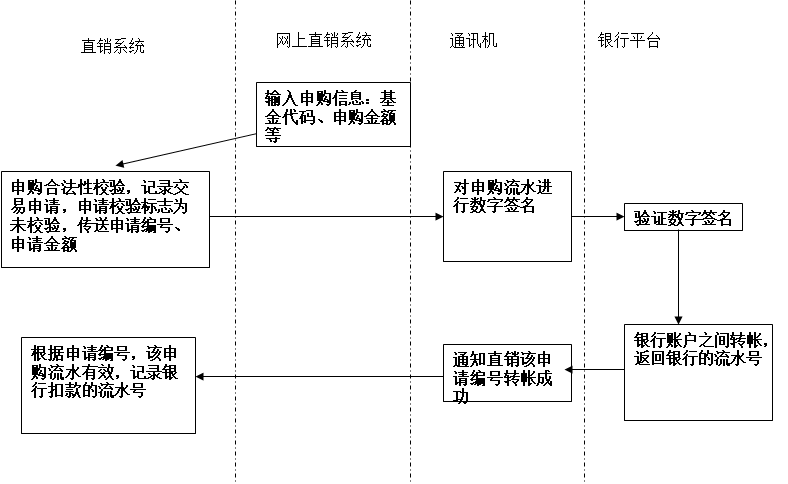 直销系统
网上直销系统
通讯机
银行平台
输入申购信息：基
金代码、申购金额
等
申购合法性校验，记录交
易申请，申请校验标志为
未校验，传送申请编号、
申请金额
对申购流水进
行数字签名
验证数字签名
银行账户之间转帐，
返回银行的流水号
通知直销该申
请编号转帐成
功
根据申请编号，该申
购流水有效，记录银
行扣款的流水号